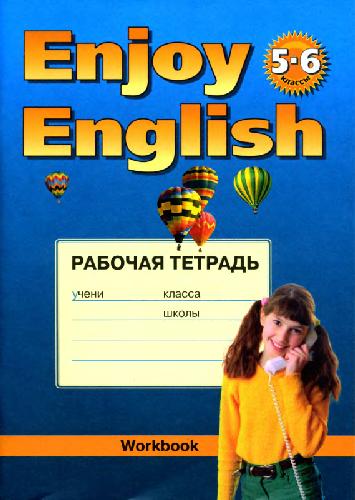 Enjoy
English
5-6
классы
РАБОЧАЯ ТЕТРАДЬ
учени класса
школы
Workbook